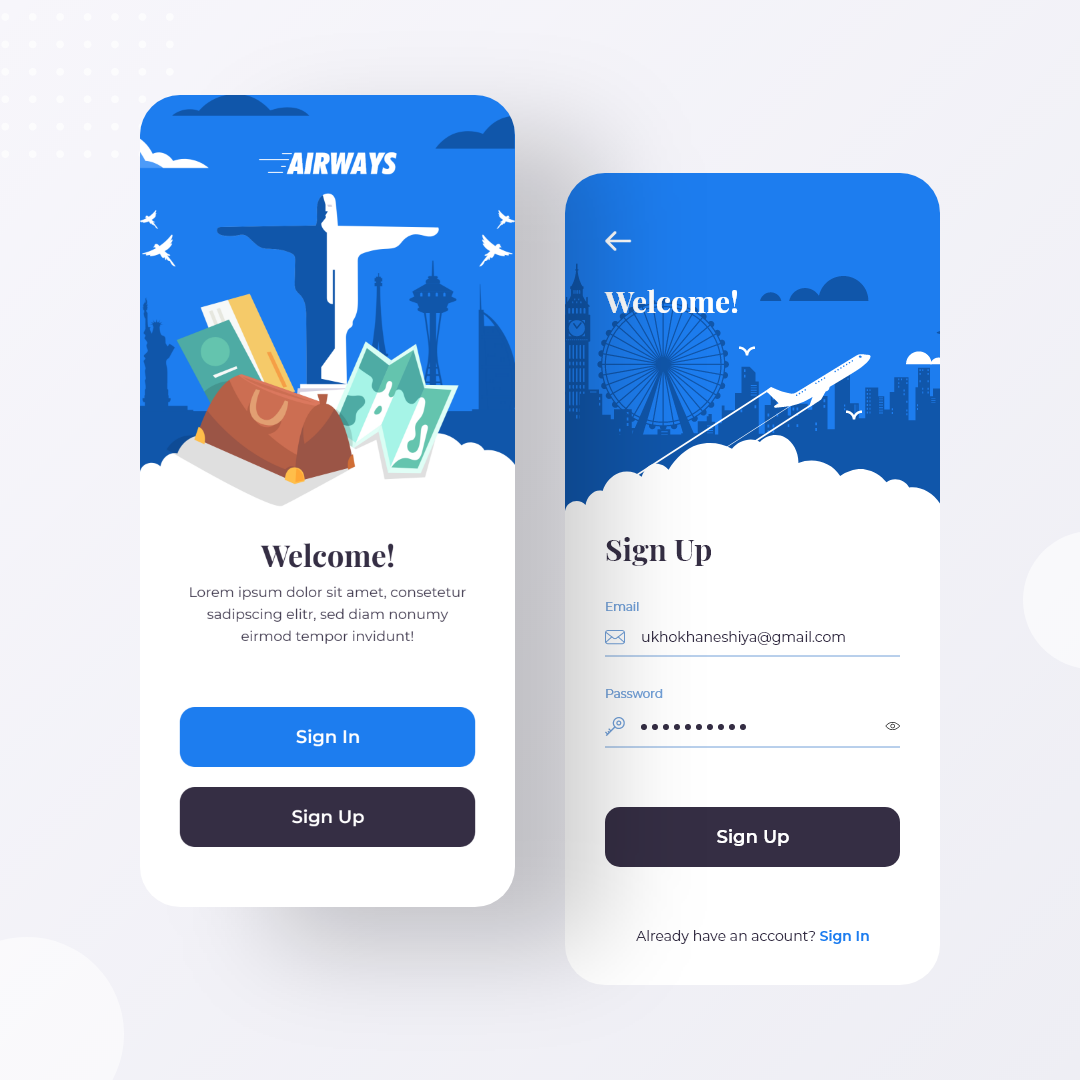 AIRWAYS
Welcome!
Lorem ipsum dolor sit amet, consetetur
sadipscing elitr, sed diam nonumy
eirmod tempor invidunt!
Sign In
Sign Up
Welcome!
Sign Up
Email
ukhokhaneshiya@gmail.com
Password
Sign Up
Already have an account? Sign In